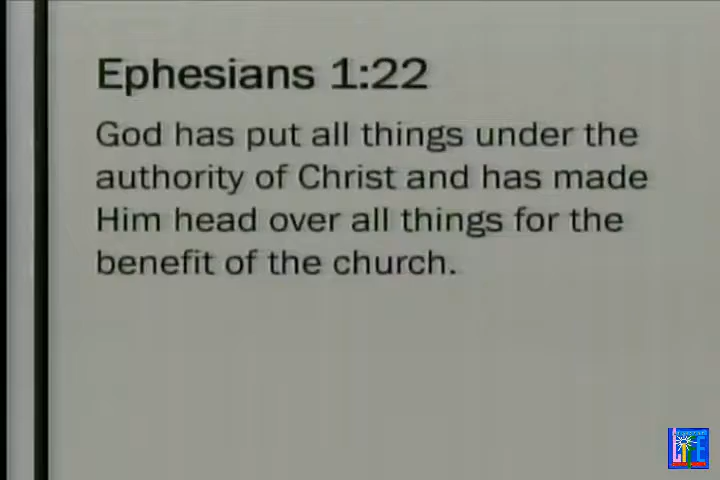 Ephesians 1:22
God has put all things under the
authority of Christ and has made
Him head over all things for the
benefit of the church.
LIFE